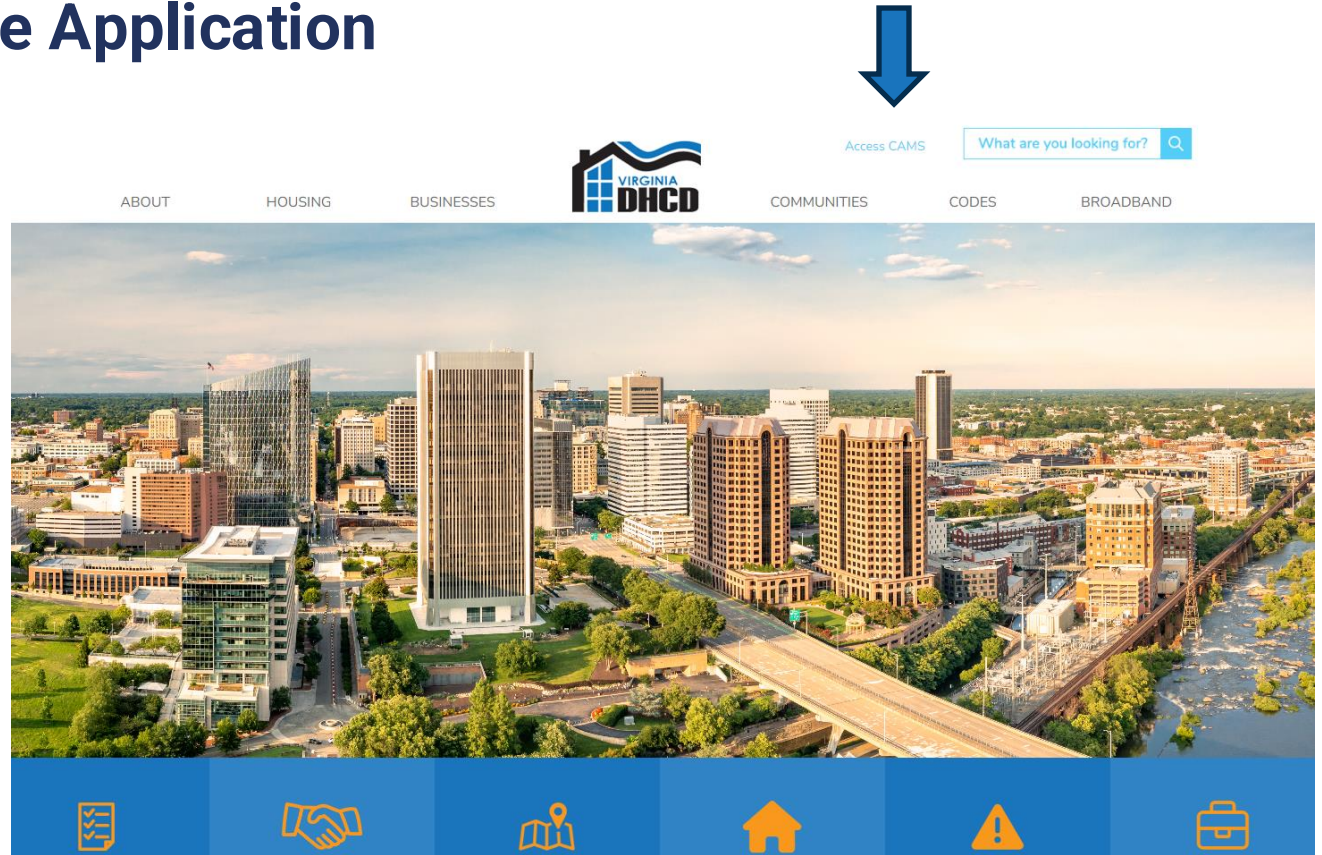 e Application
Access CAMS
What are you looking for?
ABOUT HOUSING BUSINESSES VIRGINIA DHCD COMMUNITIES CODES BROADBAND